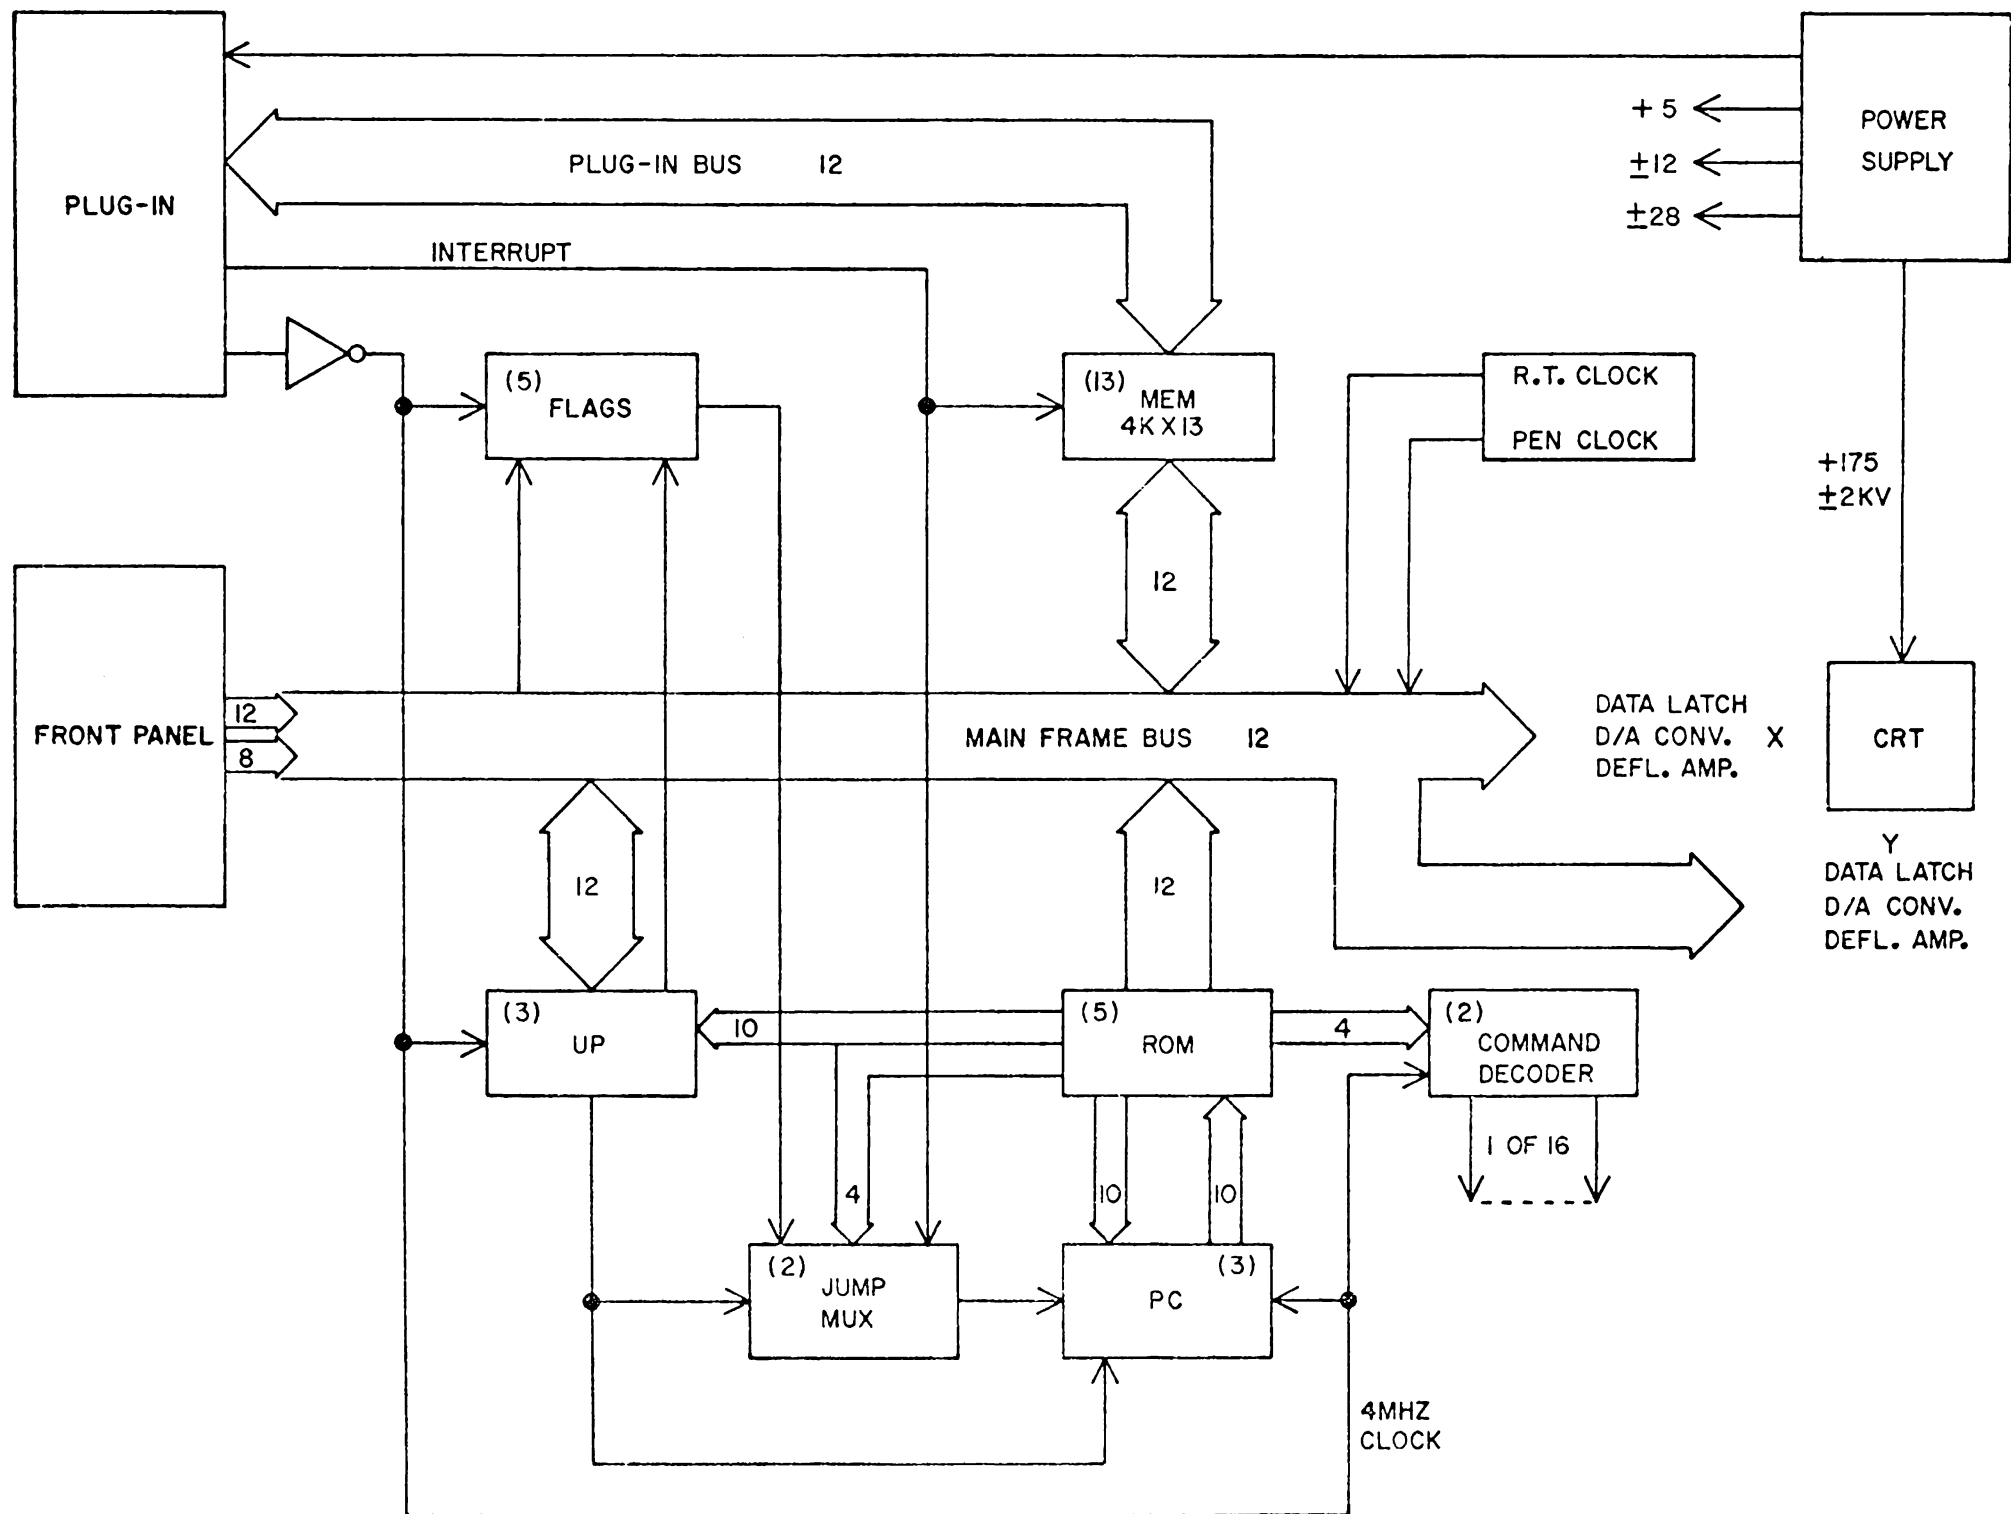 POWER
SUPPLY
+ 5
±12
±28
PLUG-IN BUS 12
PLUG-IN
INTERRUPT
(5)
FLAGS
(13)
MEM
4K X 13
R.T. CLOCK
PEN CLOCK
+175
±2KV
12
FRONT PANEL
12
8
MAIN FRAME BUS 12
DATA LATCH
D/A CONV. X
DEFL. AMP.
CRT
Y
DATA LATCH
D/A CONV.
DEFL. AMP.
12
12
(3)
UP
10
(5)
ROM
4
(2)
COMMAND
DECODER
1 OF 16
4
10
10
(2)
JUMP
MUX
(3)
PC
4MHZ
CLOCK